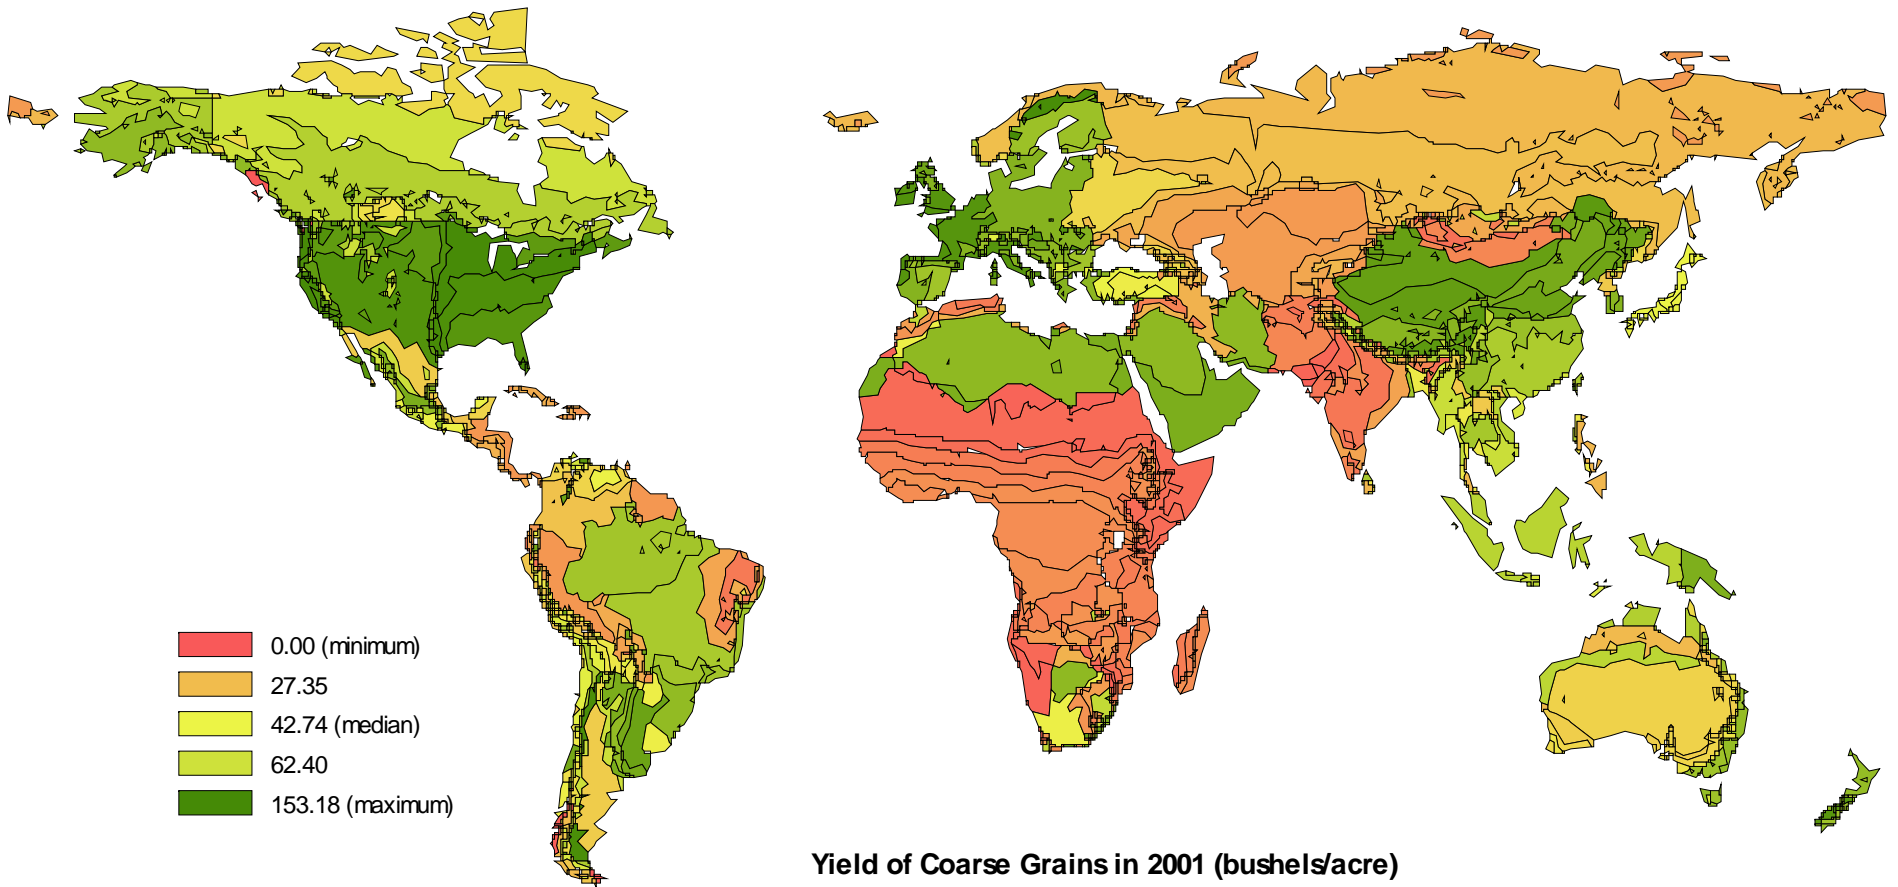 0.00 (minimum)
27.35
42.74 (median)
62.40
153.18 (maximum)
Yield of Coarse Grains in 2001 (bushels/acre)